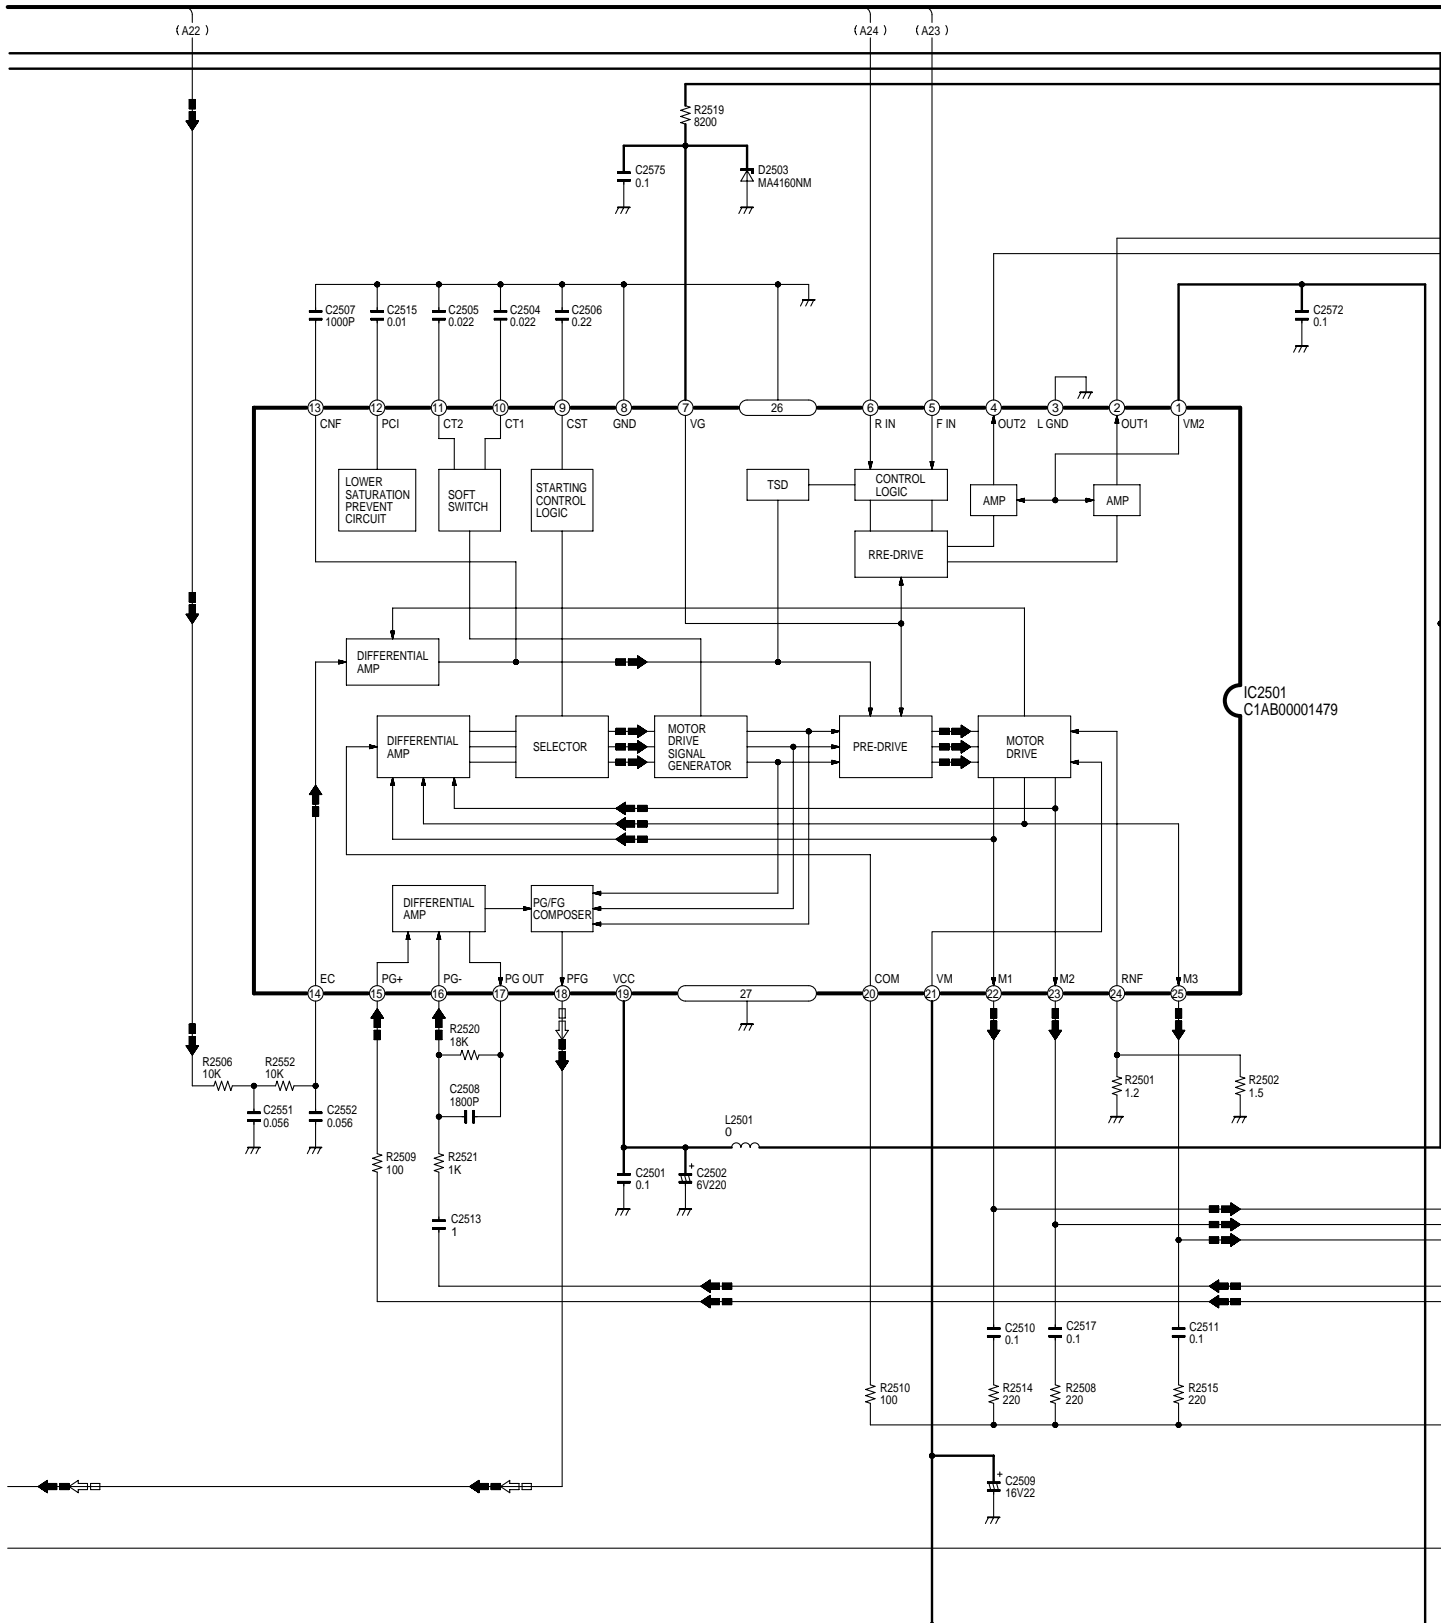 (A22)
(A24)
(A23)
R2519
8200
C2575
0.1
D2503
MA4160NM
C2507
1000P
C2515
0.01
C2505
0.022
C2504
0.022
C2506
0.22
C2572
0.1
13
12
11
10
9
8
7
26
6
5
4
3
2
1
CNF
PCI
CT2
CT1
CST
GND
VG
R IN
F IN
OUT2
L GND
OUT1
VM2
LOWER
SATURATION
PREVENT
CIRCUIT
SOFT
SWITCH
STARTING
CONTROL
LOGIC
TSD
CONTROL
LOGIC
AMP
AMP
RRE-DRIVE
DIFFERENTIAL
AMP
IC2501
C1AB00001479
DIFFERENTIAL
AMP
SELECTOR
MOTOR
DRIVE
SIGNAL
GENERATOR
PRE-DRIVE
MOTOR
DRIVE
DIFFERENTIAL
AMP
PG/FG
COMPOSER
EC
PG+
PG-
PG OUT
PFG
VCC
COM
VM
M1
M2
RNF
M3
14
15
16
17
18
19
27
20
21
22
23
24
25
R2506
10K
R2552
10K
C2551
0.056
C2552
0.056
R2520
18K
C2508
1800P
R2509
100
R2521
1K
C2513
1
C2501
0.1
C2502
6V220
+
L2501
0
R2501
1.2
R2502
1.5
C2510
0.1
C2517
0.1
C2511
0.1
R2510
100
R2514
220
R2508
220
R2515
220
+
C2509
16V22